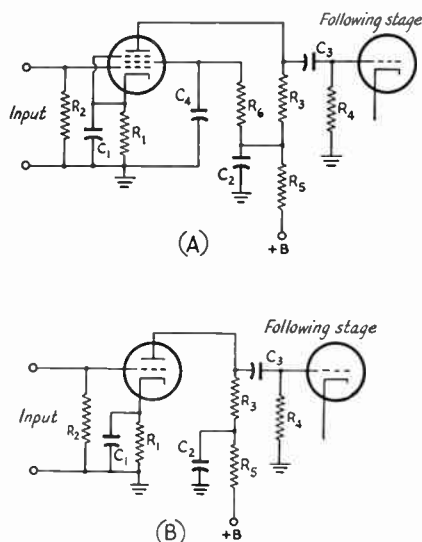 Following stage
C3
R3
R4
Input
R2
C1
R1
C4
R6
C2
R5
+B
(A)
Following stage
C3
R3
R4
Input
R2
C1
R1
C2
R5
+B
(B)